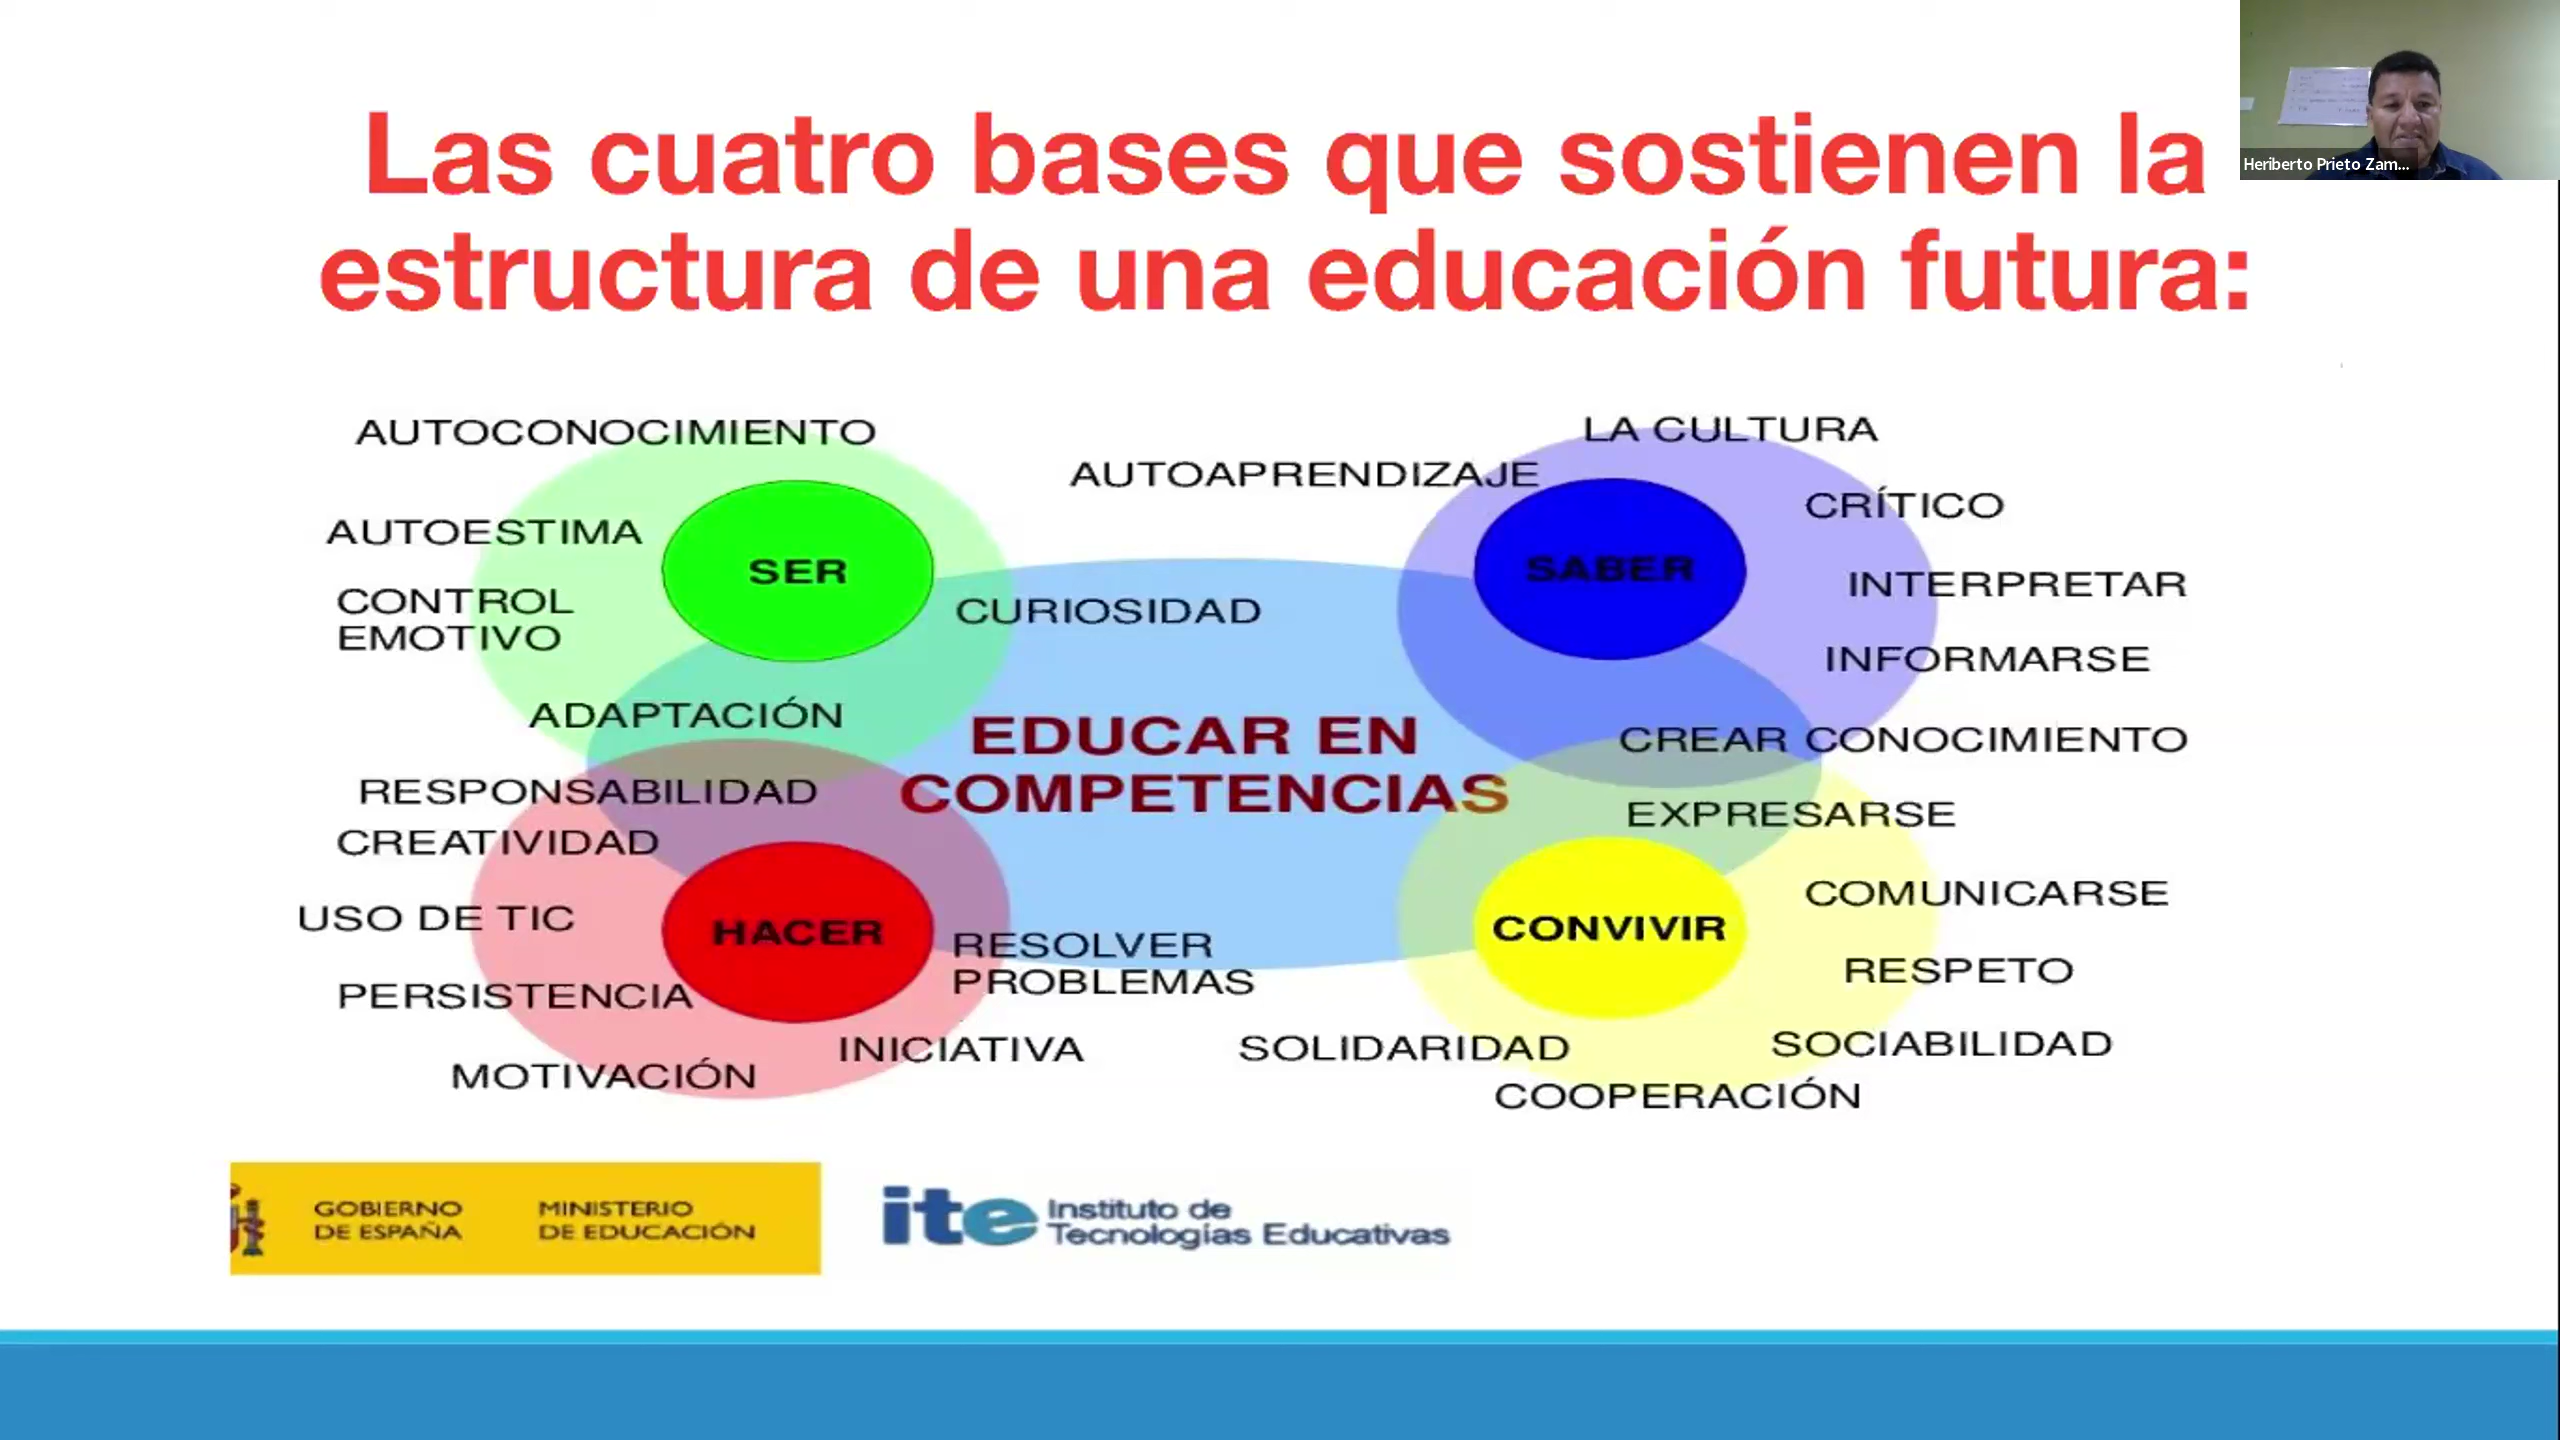 Las cuatro bases que sostienen la
estructura de una educación futura:
Heriberto Prieto Zam...
AUTOCONOCIMIENTO
AUTOESTIMA
SER
CONTROL
EMOTIVO
CURIOSIDAD
ADAPTACIÓN
LA CULTURA
AUTOAPRENDIZAJE
CRÍTICO
SABER
INTERPRETAR
INFORMARSE
CREAR CONOCIMIENTO
EDUCAR EN
COMPETENCIAS
RESPONSABILIDAD
CREATIVIDAD
USO DE TIC
HACER
RESOLVER
PROBLEMAS
PERSISTENCIA
INICIATIVA
MOTIVACIÓN
EXPRESARSE
COMUNICARSE
CONVIVIR
RESPETO
SOLIDARIDAD
SOCIABILIDAD
COOPERACIÓN
GOBIERNO
DE ESPAÑA
MINISTERIO
DE EDUCACIÓN
ite
Instituto de
Tecnologías Educativas